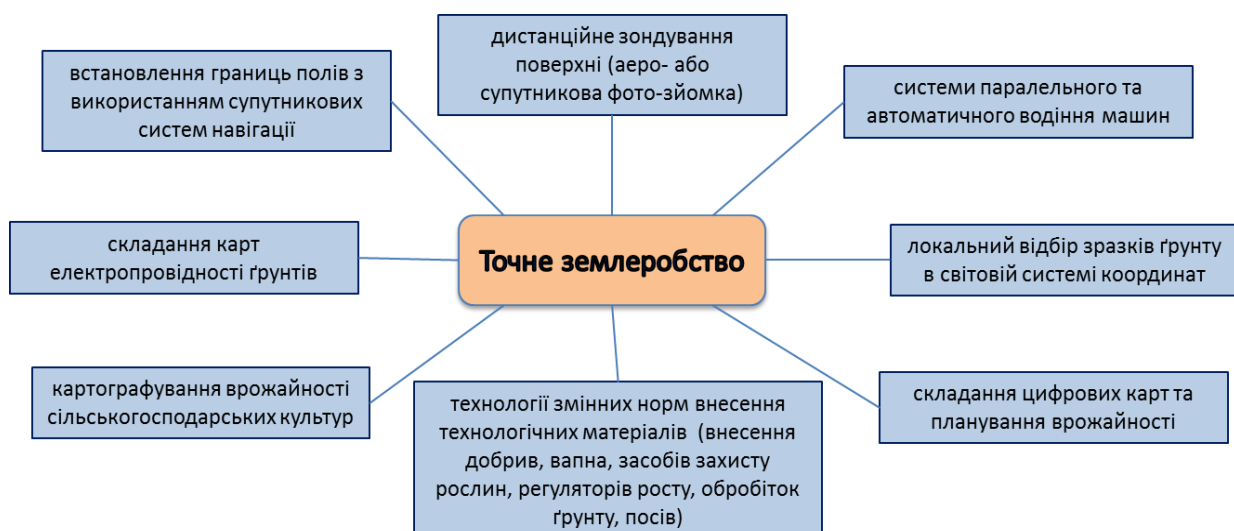 дистанційне зондування
поверхні (аеро- або
супутникова фото-зйомка)
встановлення границь полів з
використанням супутникових
систем навігації
системи паралельного та
автоматичного водіння машин
складання карт
електропровідності ґрунтів
Точне землеробство
локальний відбір зразків ґрунту
в світовій системі координат
картографування врожайності
сільськогосподарських культур
технології змінних норм внесення
технологічних матеріалів (внесення
добрив, вапна, засобів захисту
рослин, регуляторів росту, обробіток
ґрунту, посів)
складання цифрових карт та
планування врожайності